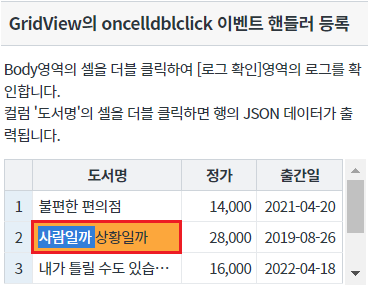 GridView의 oncelldblclick 이벤트 핸들러 등록
Body영역의 셀을 더블 클릭하여 [로그 확인]영역의 로그를 확
인합니다.
컬럼 '도서명'의 셀을 더블 클릭하면 행의 JSON 데이터가 출
력됩니다.
도서명 정가 출간일
1 불편한 편의점 14,000 2021-04-20
2 사람일까 상황일까 28,000 2019-08-26
3 내가 틀릴 수도 있습… 16,000 2022-04-18